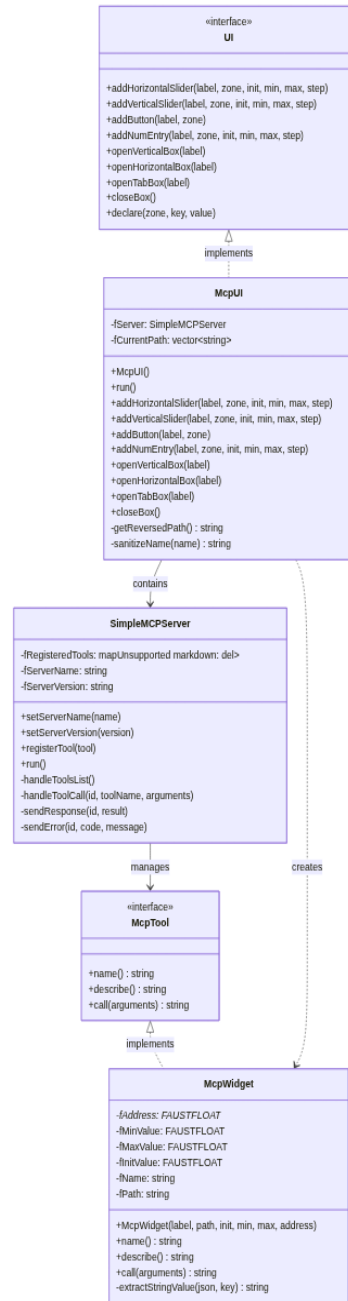 «interface»
UI
+addHorizontalSlider(label, zone, init, min, max, step)
+addVerticalSlider(label, zone, init, min, max, step)
+addButton(label, zone)
+addNumEntry(label, zone, init, min, max, step)
+openVerticalBox(label)
+openHorizontalBox(label)
+openTabBox(label)
+closeBox()
+declare(zone, key, value)
implements
McpUI
-fServer: SimpleMCPServer
-fCurrentPath: vector<string>
+McpUI()
+run()
+addHorizontalSlider(label, zone, init, min, max, step)
+addVerticalSlider(label, zone, init, min, max, step)
+addButton(label, zone)
+addNumEntry(label, zone, init, min, max, step)
+openVerticalBox(label)
+openHorizontalBox(label)
+openTabBox(label)
+closeBox()
-getReversedPath() : string
-sanitizeName(name) : string
contains
SimpleMCPServer
-fRegisteredTools: mapUnsupported markdown: del>
-fServerName: string
-fServerVersion: string
+setServerName(name)
+setServerVersion(version)
+registerTool(tool)
+run()
-handleToolsList()
-handleToolCall(id, toolName, arguments)
-sendResponse(id, result)
-sendError(id, code, message)
manages
creates
«interface»
McpTool
+name() : string
+describe() : string
+call(arguments) : string
implements
McpWidget
-fAddress: FAUSTFLOAT
-fMinValue: FAUSTFLOAT
-fMaxValue: FAUSTFLOAT
-fInitValue: FAUSTFLOAT
-fName: string
-fPath: string
+McpWidget(label, path, init, min, max, address)
+name() : string
+describe() : string
+call(arguments) : string
-extractStringValue(json, key) : string